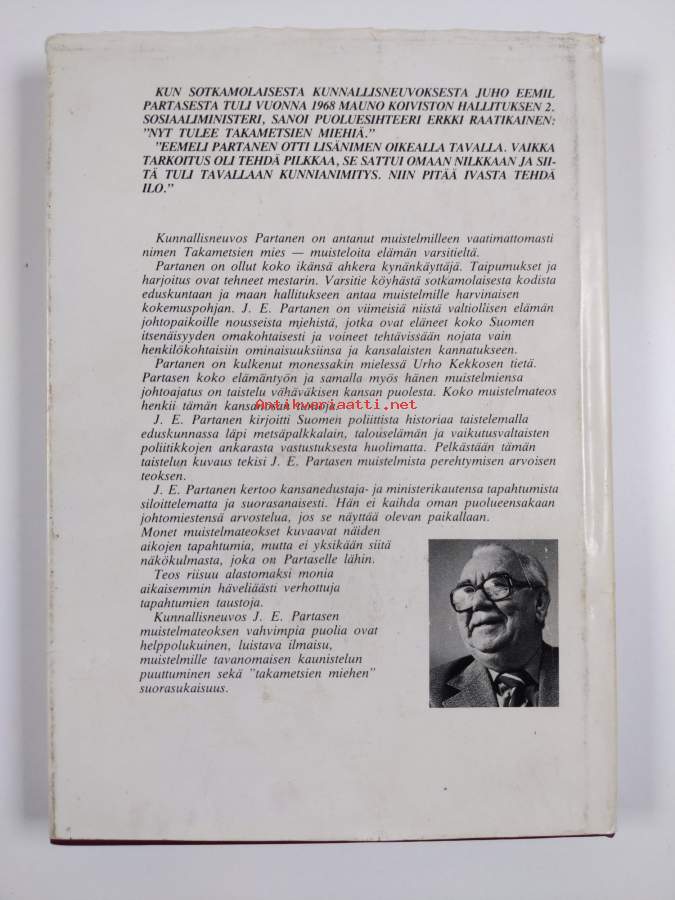 KUN SOTKAMOLAISESTA KUNNALLISNEUVOKSESTA JUHO EEMIL
PARTASESTA TULI VUONNA 1968 MAUNO KOIVISTON HALLITUKSEN 2.
SOSIAALIMINISTERI, SANOI PUOLUESIHTEERI ERKKI RAATIKAINEN:
"NYT TULEE TAKAMETSIEN MIEHIÄ."
"EEMELI PARTANEN OTTI LISÄNIMEN OIKEALLA TAVALLA. VAIKKA
TARKOITUS OLI TEHDÄ PILKKAA, SE SATTUI OMAAN NILKKAAN JA SII-
TÄ TULI TAVALLAAN KUNNIANIMITYS. NIIN PITÄÄ IVASTA TEHDÄ
ILO."
Kunnallisneuvos Partanen on antanut muistelmilleen vaatimattomasti
nimen Takametsien mies — muisteloita elämän varsitieltä.
Partanen on ollut koko ikänsä ahkera kynänkäyttäjä. Taipumukset ja
harjoitus ovat tehneet mestarin. Varsitie köyhästä sotkamolaisesta kodista
eduskuntaan ja maan hallitukseen antaa muistelmille harvinaisen
kokemuspohjan. J. E. Partanen on viimeisiä niistä valtiollisen elämän
johtopaikoille nousseista miehistä, jotka ovat eläneet koko Suomen
itsenäisyyden omakohtaisesti ja voineet tehtävissään nojata vain
henkilökohtaisiin ominaisuuksiinsa ja kansalaisten kannatukseen.
Partanen on kulkenut monessakin mielessä Urho Kekkosen tietä.
Partasen koko elämäntyön ja samalla myös hänen muistelmiensa
johtoajatus on taistelu vähäväkisen kansan puolesta. Koko muistelmateos
Antikvariaatti.net
henkii tämän kansanosan tuntoja.
J. E. Partanen kirjoitti Suomen poliittista historiaa taistelemalla
eduskunnassa läpi metsäpalkkalain, talouselämän ja vaikutusvaltaisten
poliitikkojen ankarasta vastustuksesta huolimatta. Pelkästään tämän
taistelun kuvaus tekisi J. E. Partasen muistelmista perehtymisen arvoisen
teoksen.
J. E. Partanen kertoo kansanedustaja- ja ministerikautensa tapahtumista
siloittelematta ja suorasanaisesti. Hän ei kaihda oman puolueensakaan
johtomiestensä arvostelua, jos se näyttää olevan paikallaan.
Monet muistelmateokset kuvaavat näiden
aikojen tapahtumia, mutta ei yksikään siitä
näkökulmasta, joka on Partaselle lähin.
Teos riisuu alastomaksi monia
aikaisemmin häveliäästi verhottuja
tapahtumien taustoja.
Kunnallisneuvos J. E. Partasen
muistelmateoksen vahvimpia puolia ovat
helppolukuinen, luistava ilmaisu,
muistelmille tavanomaisen kaunistelun
puuttuminen sekä "takametsien miehen"
suorasukaisuus.